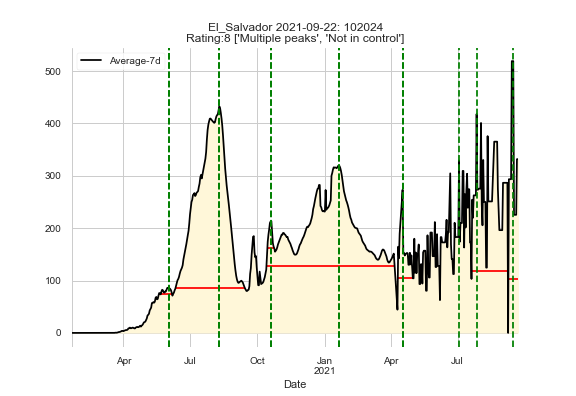 El_Salvador 2021-09-22: 102024
Rating:8 ['Multiple peaks', 'Not in control']
Average-7d
500
400
300
200
100
0
Apr Jul Oct Jan Apr Jul
2021
Date